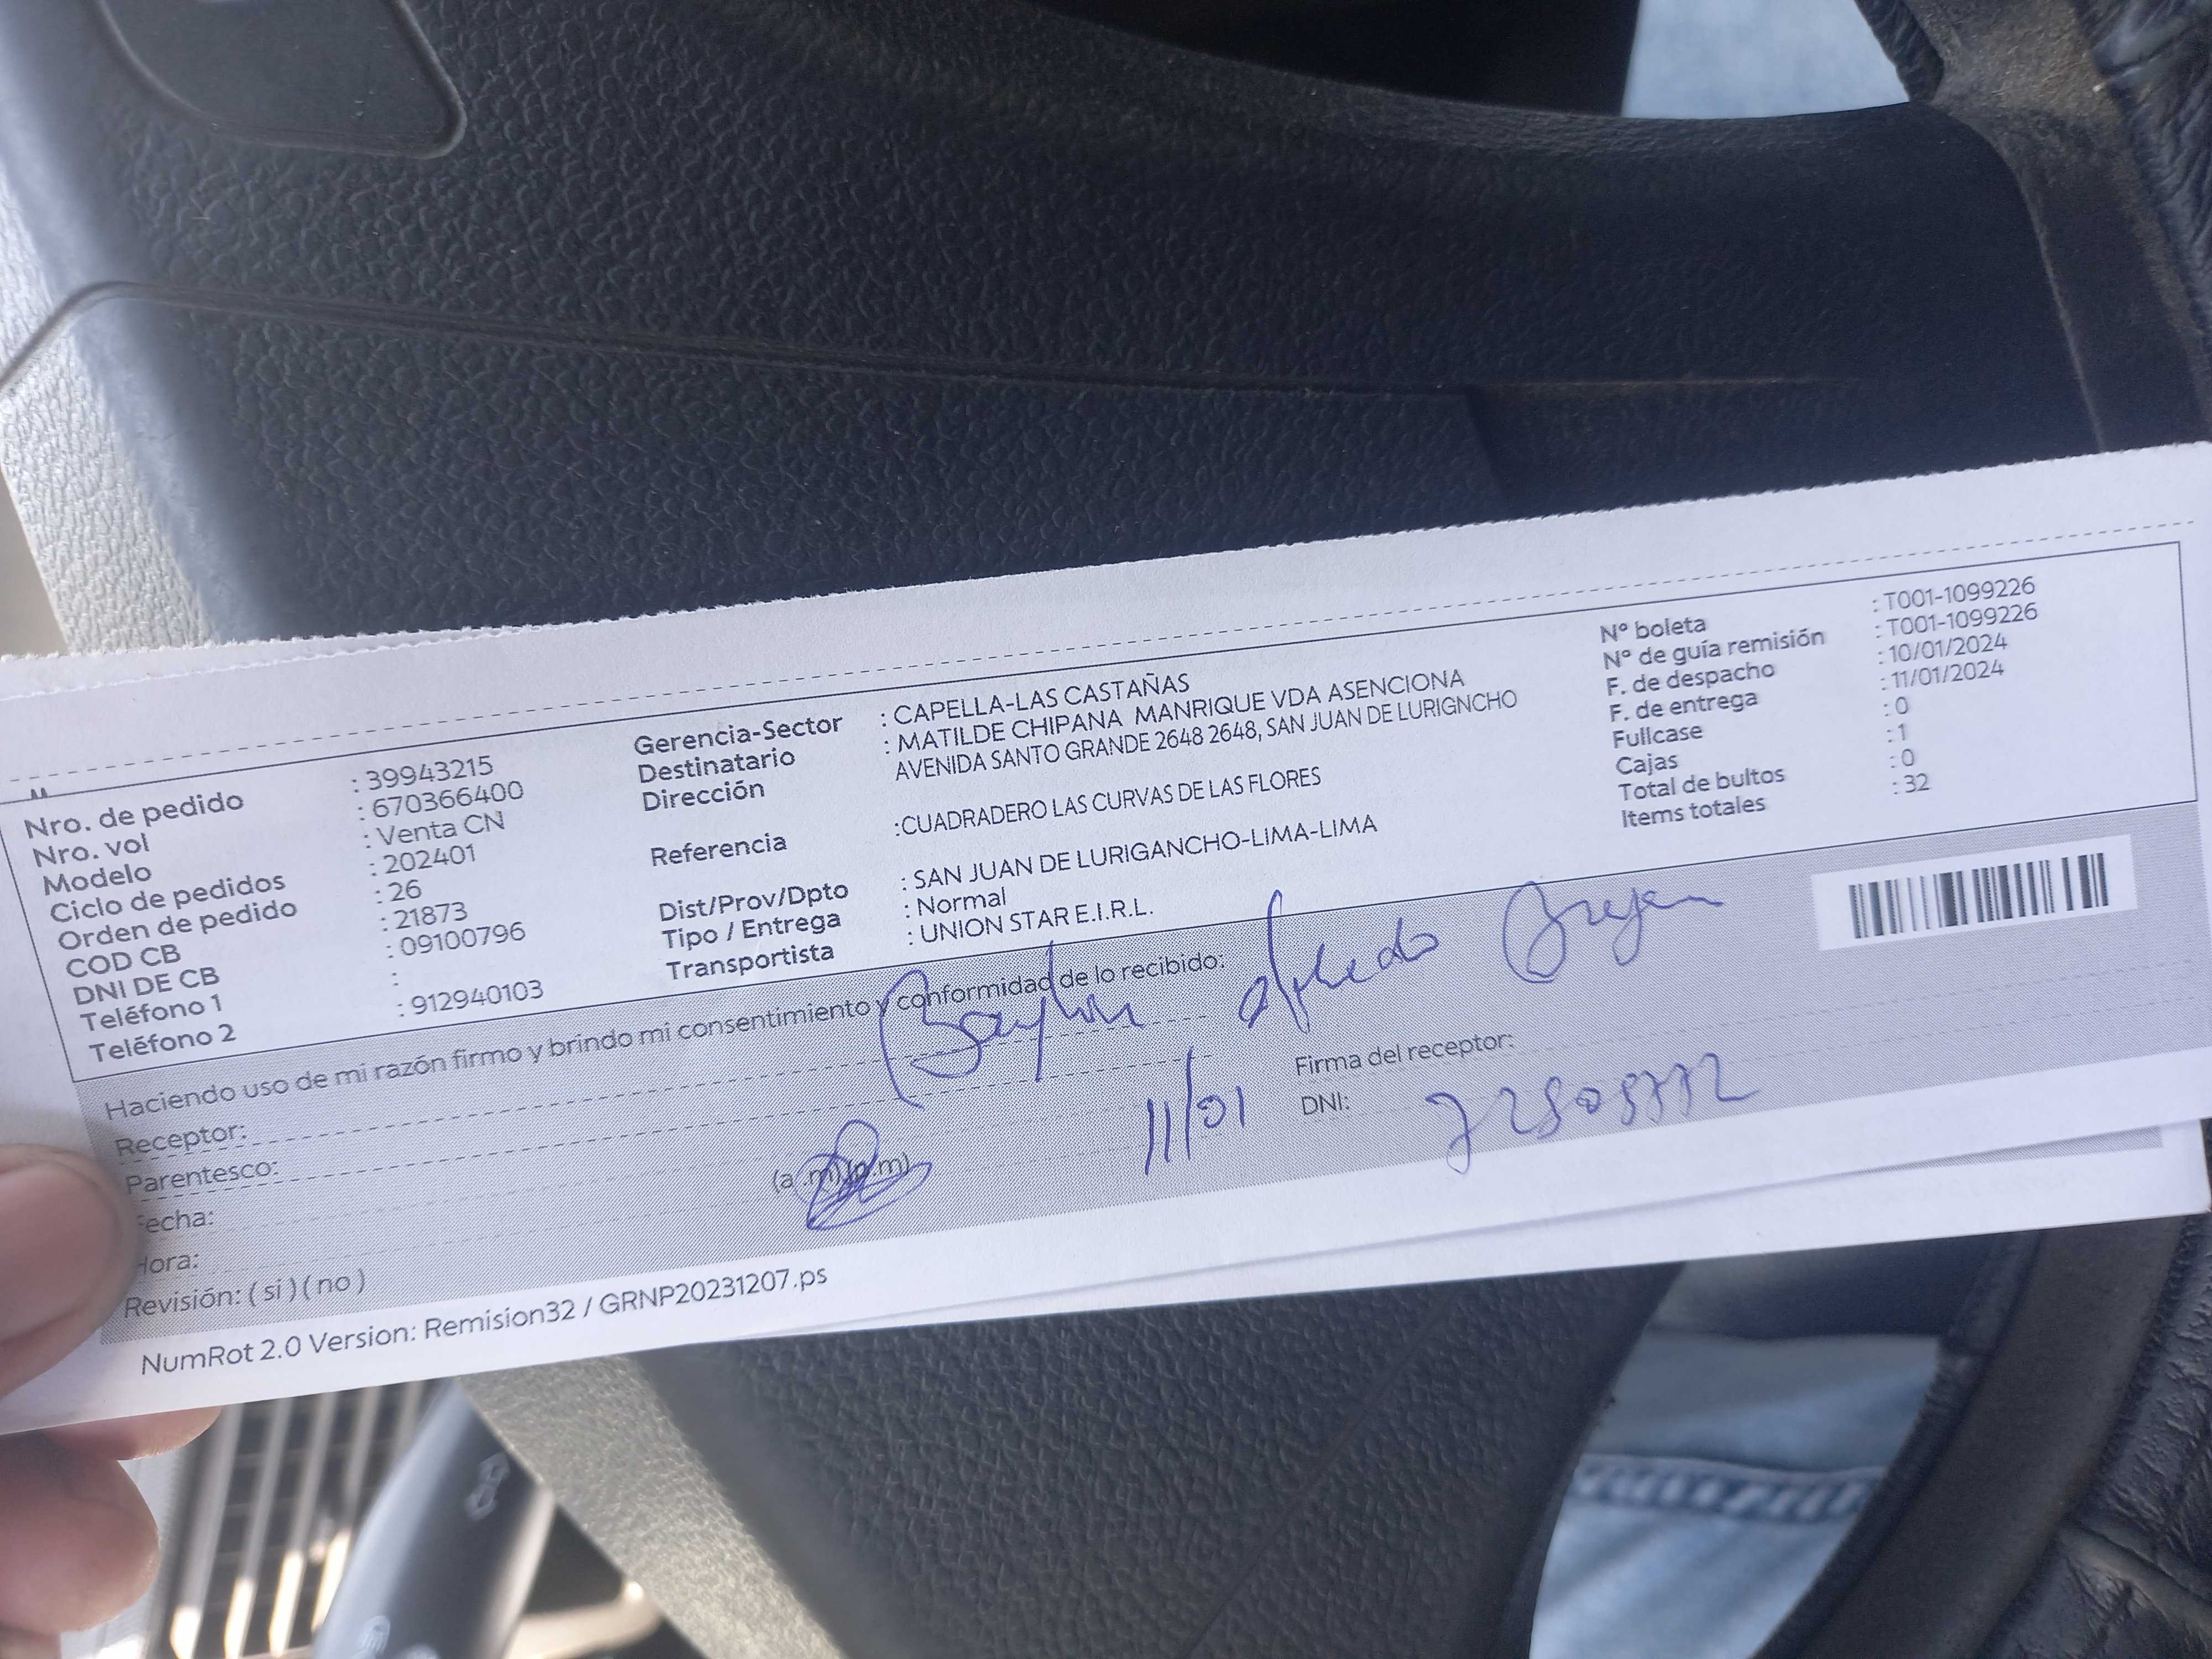 Nro. de pedido : 39943215
Nro. vol : 670366400
Modelo : Venta CN
Ciclo de pedidos : 202401
Orden de pedido : 26
COD CB : 21873
DNI DE CB : 09100796
Teléfono 1 :
Teléfono 2 : 912940103
Gerencia-Sector : CAPELLA-LAS CASTAÑAS
Destinatario : MATILDE CHIPANA MANRIQUE VDA ASENCIONA
Dirección AVENIDA SANTO GRANDE 2648 2648, SAN JUAN DE LURIGNCHO
Referencia :CUADRADERO LAS CURVAS DE LAS FLORES
Dist/Prov/Dpto : SAN JUAN DE LURIGANCHO-LIMA-LIMA
Tipo / Entrega : Normal
Transportista : UNION STAR E.I.R.L.
N° boleta : T001-1099226
N° de guía remisión : T001-1099226
F. de despacho : 10/01/2024
F. de entrega : 11/01/2024
Fullcase : 0
Cajas : 1
Total de bultos : 0
Items totales : 32
Haciendo uso de mi razón firmo y brindo mi consentimiento y conformidad de lo recibido:
Receptor:
Parentesco:
Fecha: 11/01
Hora: (a.m)(p.m)
Revisión: ( si ) ( no )
Firma del receptor:
DNI:
NumRot 2.0 Version: Remision32 / GRNP20231207.ps